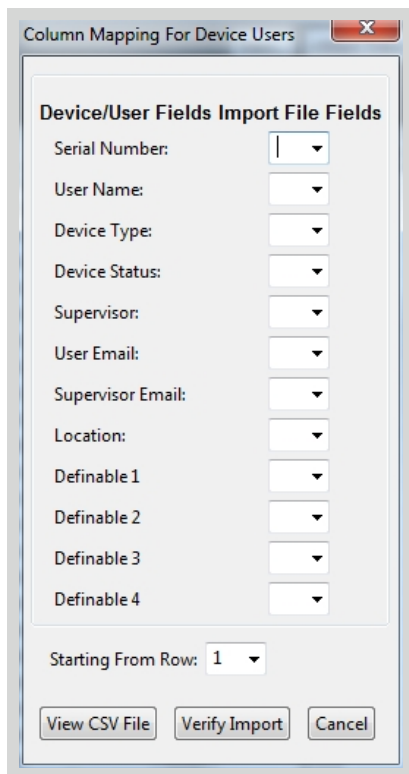 Column Mapping For Device Users
Device/User Fields Import File Fields
Serial Number:
User Name:
Device Type:
Device Status:
Supervisor:
User Email:
Supervisor Email:
Location:
Definable 1
Definable 2
Definable 3
Definable 4
Starting From Row: 1
View CSV File Verify Import Cancel